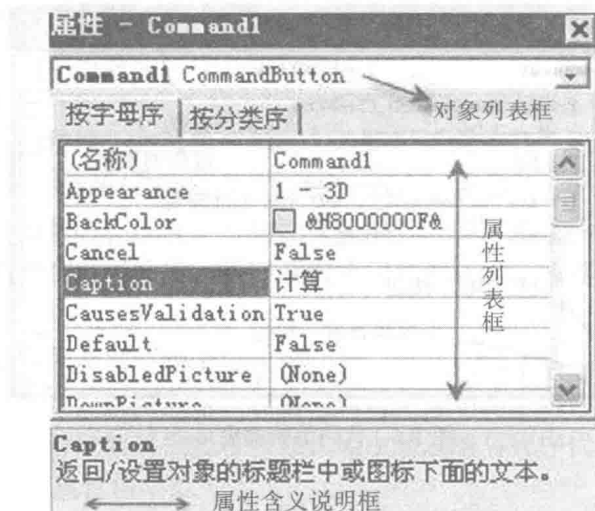 属性 - Command1
Command1 CommandButton
对象列表框
按字母序 按分类序
(名称) Command1
Appearance 1 - 3D
BackColor &H8000000F&
Cancel False
Caption 计算
CausesValidation True
Default False
DisabledPicture (None)
DownPicture (None)
属性列表框
Caption
返回/设置对象的标题栏中或图标下面的文本。
属性含义说明框